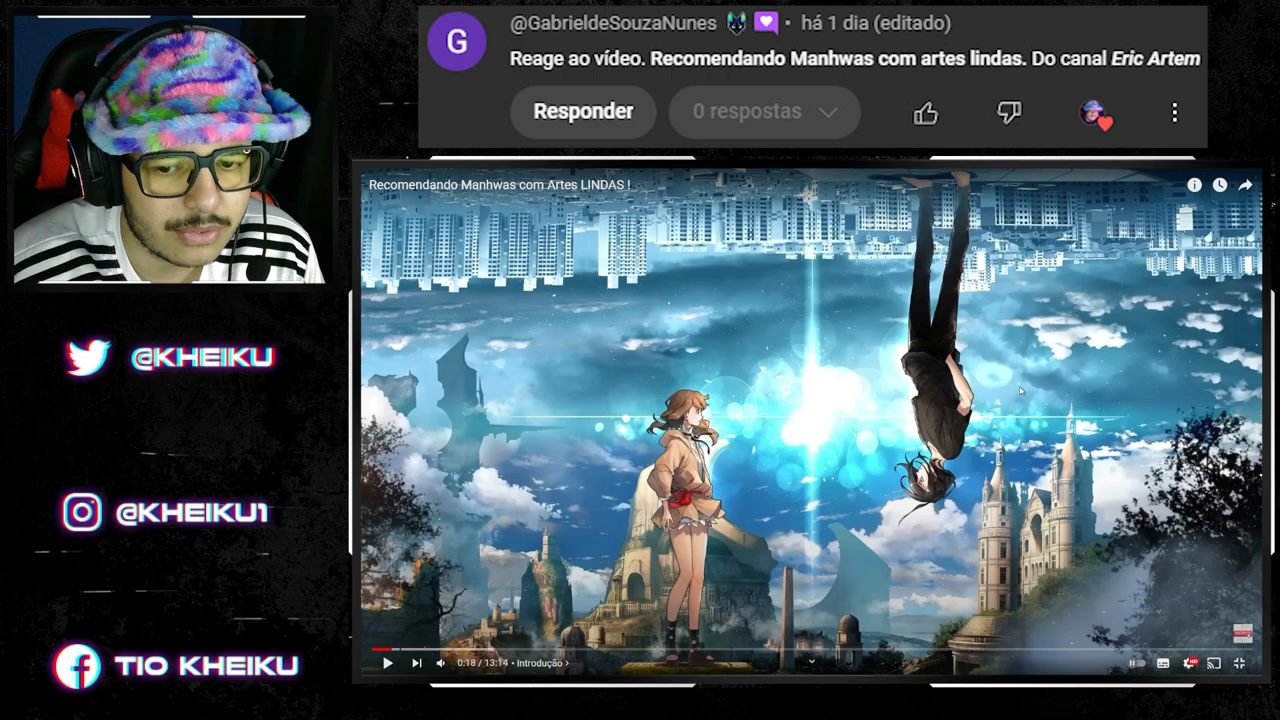 G
@GabrieldeSouzaNunes • há 1 dia (editado)
Reage ao vídeo. Recomendando Manhwas com artes lindas. Do canal Eric Artem
Responder
0 respostas
Recomendando Manhwas com Artes LINDAS !
@KHEIKU
@KHEIKU1
TIO KHEIKU
0:18 / 13:14 • Introdução ›
HD